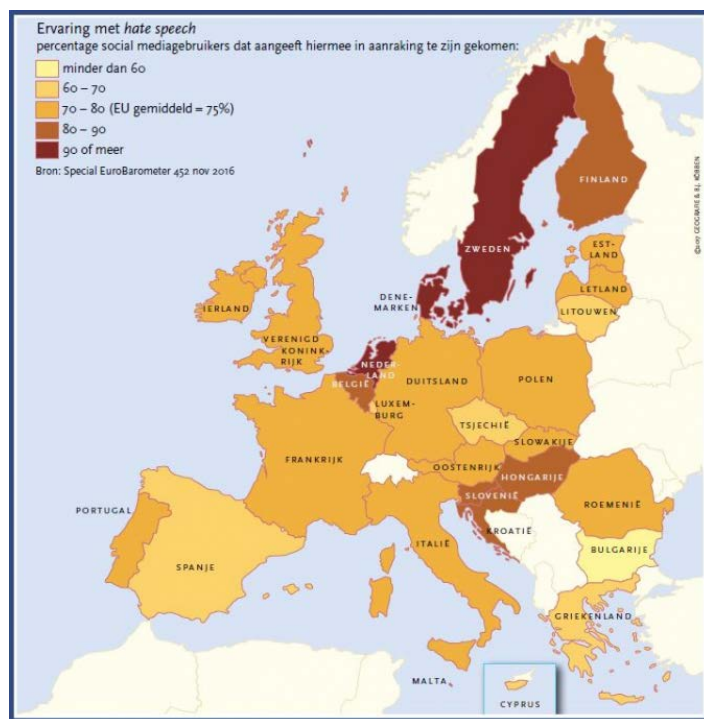 Ervaring met hate speech
percentage social mediagebruikers dat aangeeft hiermee in aanraking te zijn gekomen:
minder dan 60
60 – 70
70 – 80 (EU gemiddeld = 75%)
80 – 90
90 of meer
Bron: Special EuroBarometer 452 nov 2016
FINLAND
ZWEDEN
EST-
LAND
LETLAND
LITOUWEN
DENE-
MARKEN
IERLAND
VERENIGD
KONINK-
RIJK
NEDER-
LAND
BELGIË
DUITSLAND
POLEN
LUXEM-
BURG
TSJECHIË
SLOWAKIJE
FRANKRIJK
OOSTENRIJK
HONGARIJE
SLOVENIË
ROEMENIË
PORTUGAL
KROATIË
ITALIË
BULGARIJE
SPANJE
GRIEKENLAND
MALTA
CYPRUS